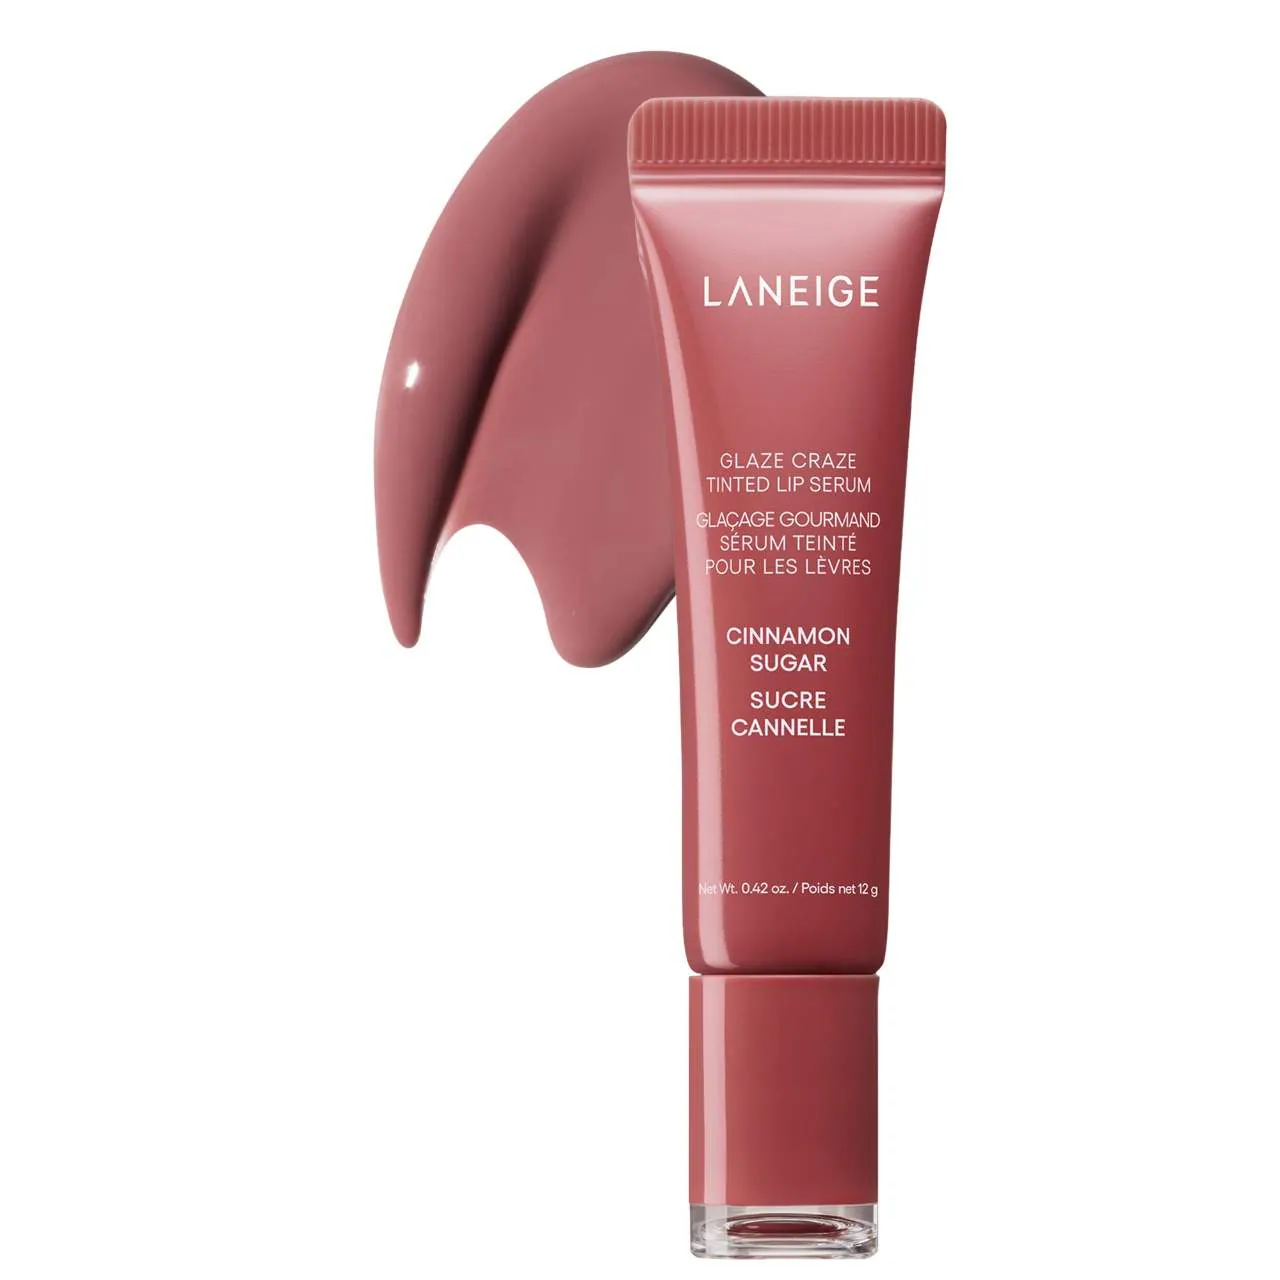 LANEIGE
GLAZE CRAZE
TINTED LIP SERUM
GLAÇAGE GOURMAND
SÉRUM TEINTÉ
POUR LES LÈVRES
CINNAMON
SUGAR
SUCRE
CANNELLE
Net Wt. 0.42 oz. / Poids net 12 g